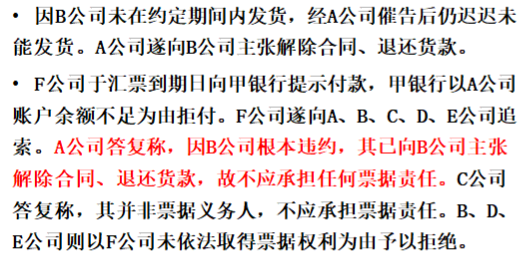 • 因B公司未在约定期间内发货，经A公司催告后仍迟迟未
能发货。A公司遂向B公司主张解除合同、退还货款。
• F公司于汇票到期日向甲银行提示付款，甲银行以A公司
账户余额不足为由拒付。F公司遂向A、B、C、D、E公司追
索。A公司答复称，因B公司根本违约，其已向B公司主张
解除合同、退还货款，故不应承担任何票据责任。C公司
答复称，其并非票据义务人，不应承担票据责任。B、D、
E公司则以F公司未依法取得票据权利为由予以拒绝。